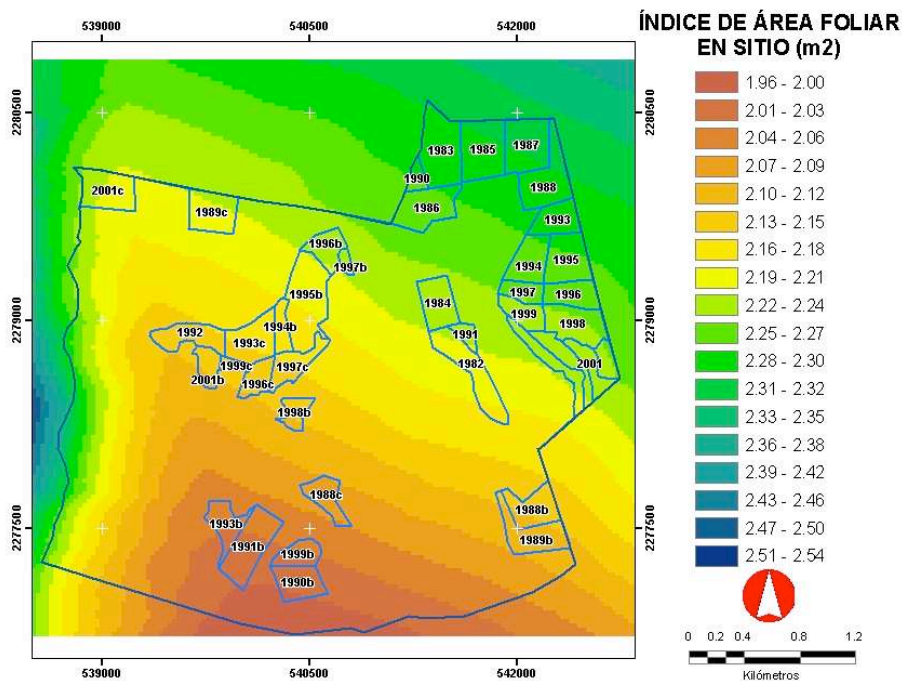 ÍNDICE DE ÁREA FOLIAR
EN SITIO (m2)
539000 540500 542000
2280500 2280500
2279000 2279000
2277500 2277500
1983 1985 1987
1990
1988
1986
2001c
1989c
1993
1996b
1997b
1994 1995
1995b
1997 1996
1984
1999 1998
1992
1994b
1993c
1991
1982
2001
1999c
1997c
2001b
1996c
1998b
1988c
1988b
1993b
1991b
1989b
1999b
1990b
539000 540500 542000
1.96 - 2.00
2.01 - 2.03
2.04 - 2.06
2.07 - 2.09
2.10 - 2.12
2.13 - 2.15
2.16 - 2.18
2.19 - 2.21
2.22 - 2.24
2.25 - 2.27
2.28 - 2.30
2.31 - 2.32
2.33 - 2.35
2.36 - 2.38
2.39 - 2.42
2.43 - 2.46
2.47 - 2.50
2.51 - 2.54
0 0.2 0.4 0.8 1.2
Kilómetros